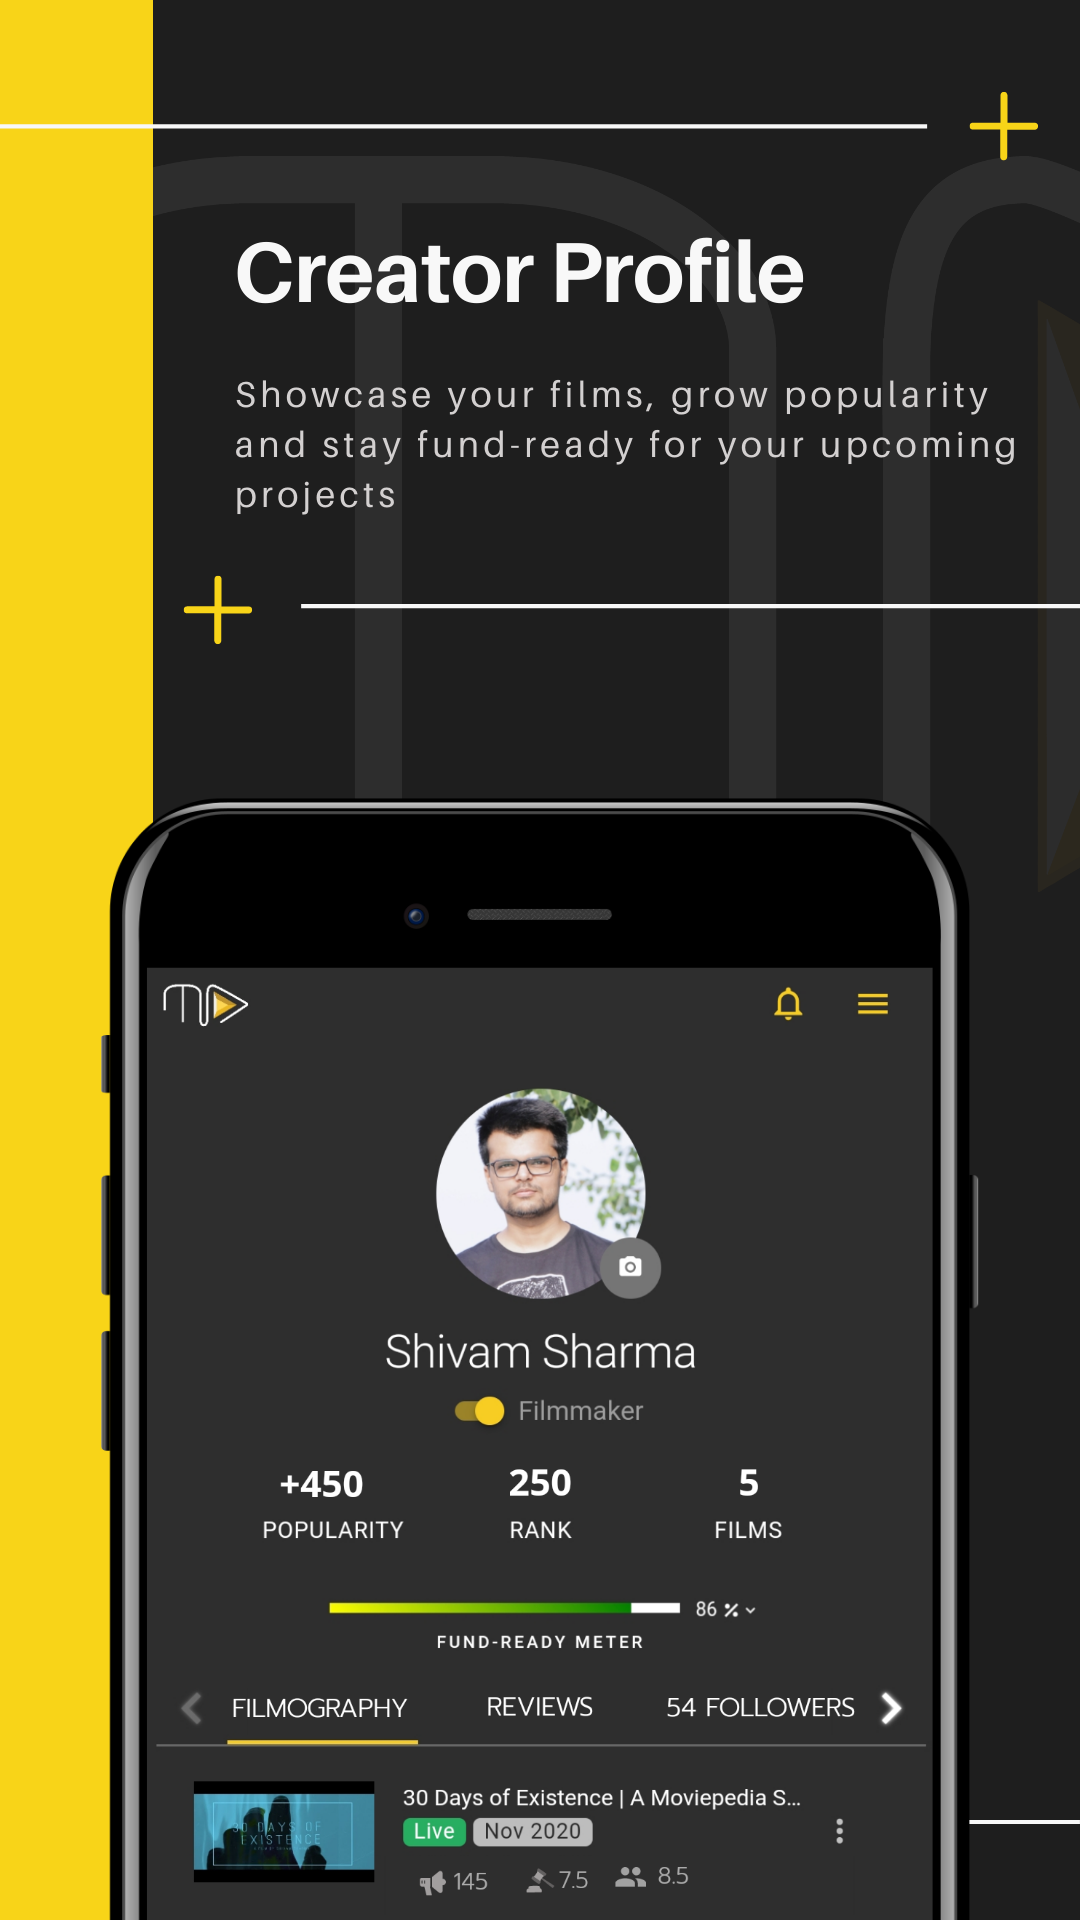 Creator Profile
Showcase your films, grow popularity
and stay fund-ready for your upcoming
projects
Shivam Sharma
Filmmaker
+450 250 5
POPULARITY RANK FILMS
86 %
FUND-READY METER
FILMOGRAPHY REVIEWS 54 FOLLOWERS
30 Days of Existence | A Moviepedia S...
30 DAYS OF
EXISTENCE
Live Nov 2020
145 7.5 8.5